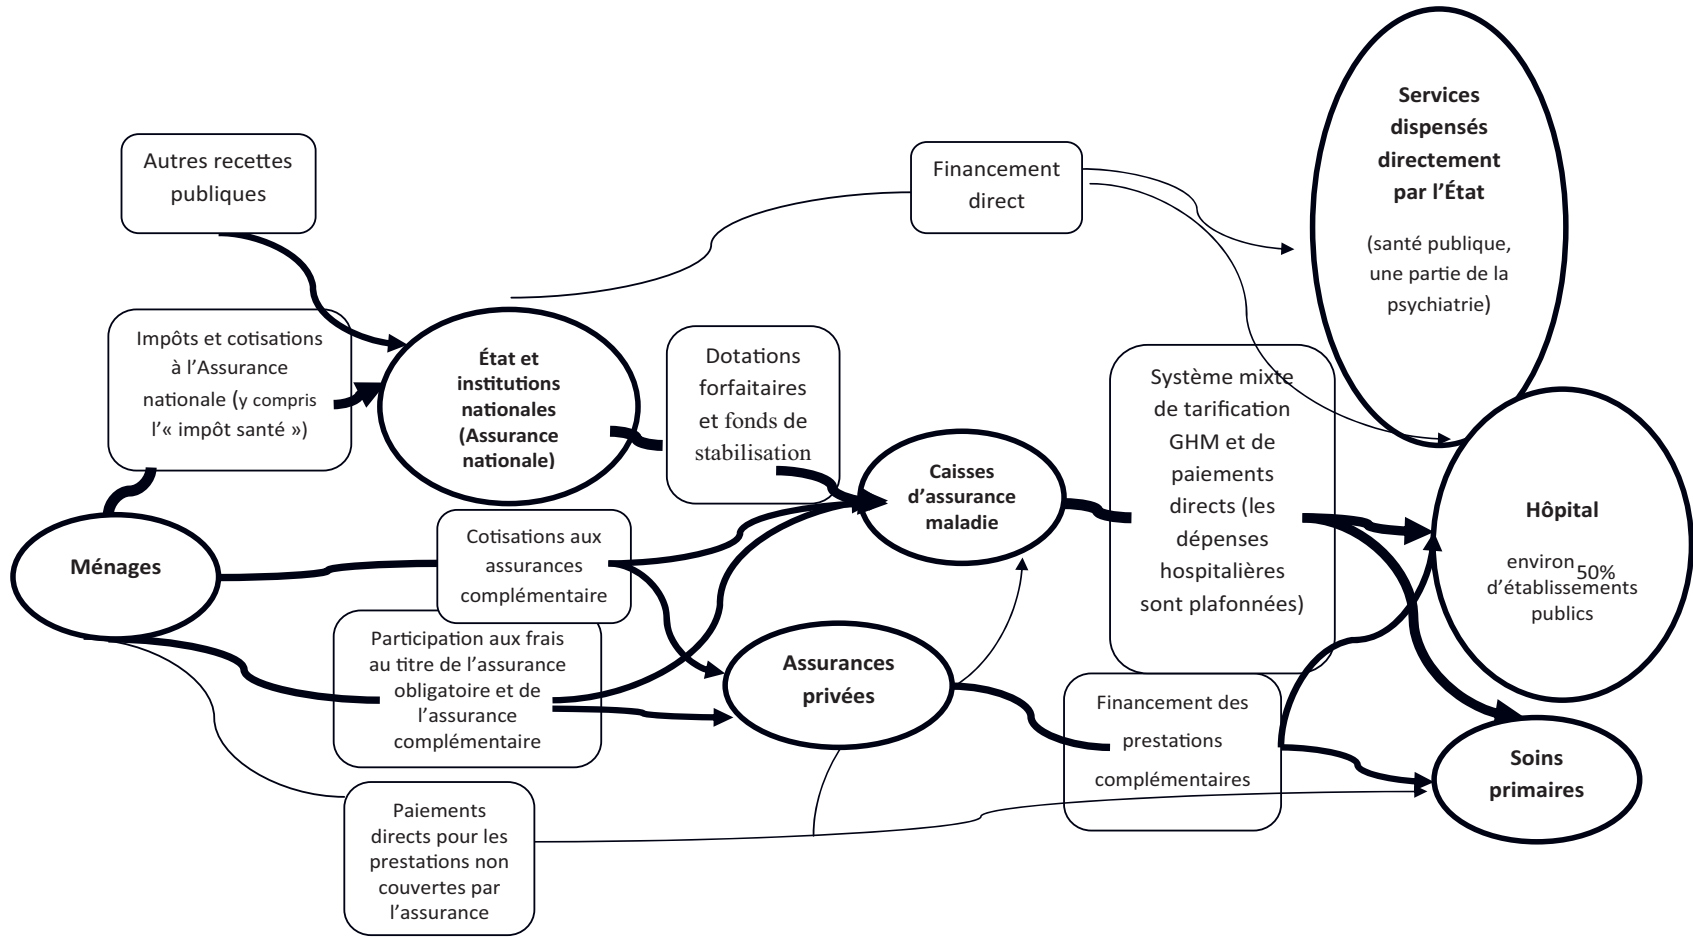 Services
dispensés
directement
par l’État
(santé publique,
une partie de la
psychiatrie)
Autres recettes
publiques
Financement
direct
Impôts et cotisations
à l’Assurance
nationale (y compris
l’« impôt santé »)
État et
institutions
nationales
(Assurance
nationale)
Dotations
forfaitaires
et fonds de
stabilisation
Système mixte
de tarification
GHM et de
paiements
directs (les
dépenses
hospitalières
sont plafonnées)
Caisses
d’assurance
maladie
Hôpital
environ 50%
d’établissements
publics
Ménages
Cotisations aux
assurances
complémentaire
Participation aux frais
au titre de l’assurance
obligatoire et de
l’assurance
complémentaire
Assurances
privées
Financement des
prestations
complémentaires
Soins
primaires
Paiements
directs pour les
prestations non
couvertes par
l’assurance